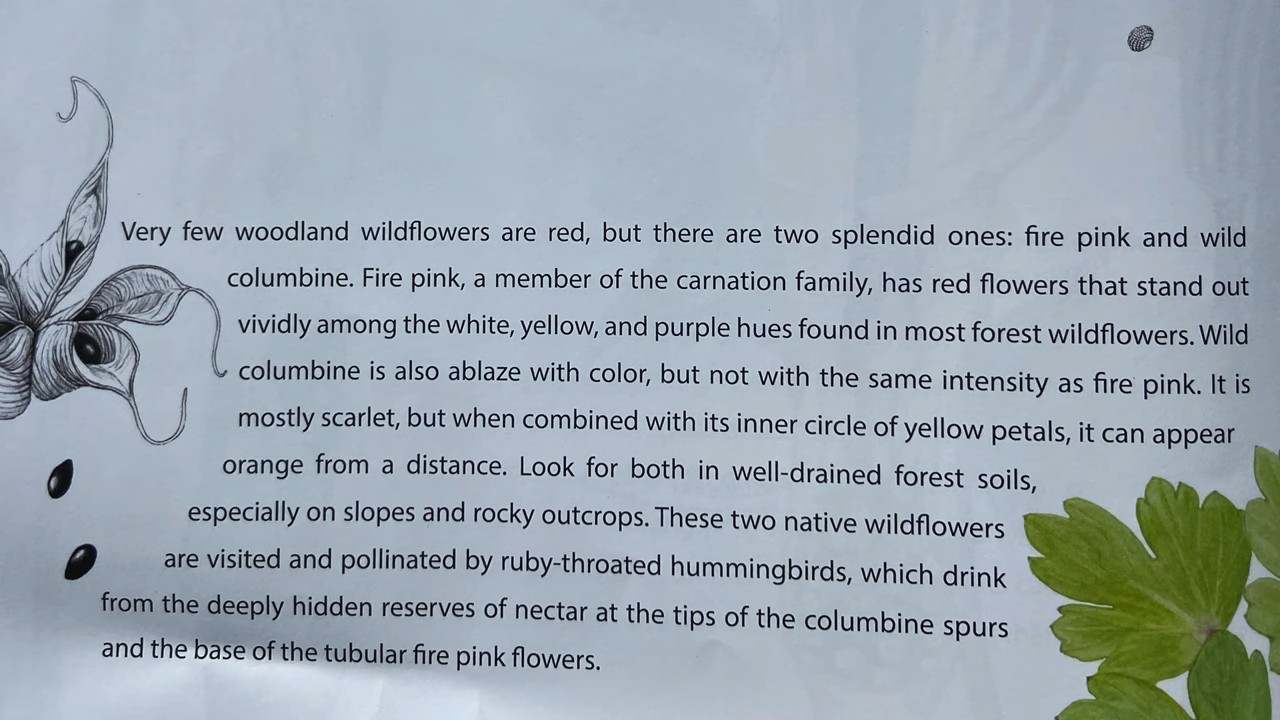 Very few woodland wildflowers are red, but there are two splendid ones: fire pink and wild
columbine. Fire pink, a member of the carnation family, has red flowers that stand out
vividly among the white, yellow, and purple hues found in most forest wildflowers. Wild
columbine is also ablaze with color, but not with the same intensity as fire pink. It is
mostly scarlet, but when combined with its inner circle of yellow petals, it can appear
orange from a distance. Look for both in well-drained forest soils,
especially on slopes and rocky outcrops. These two native wildflowers
are visited and pollinated by ruby-throated hummingbirds, which drink
from the deeply hidden reserves of nectar at the tips of the columbine spurs
and the base of the tubular fire pink flowers.